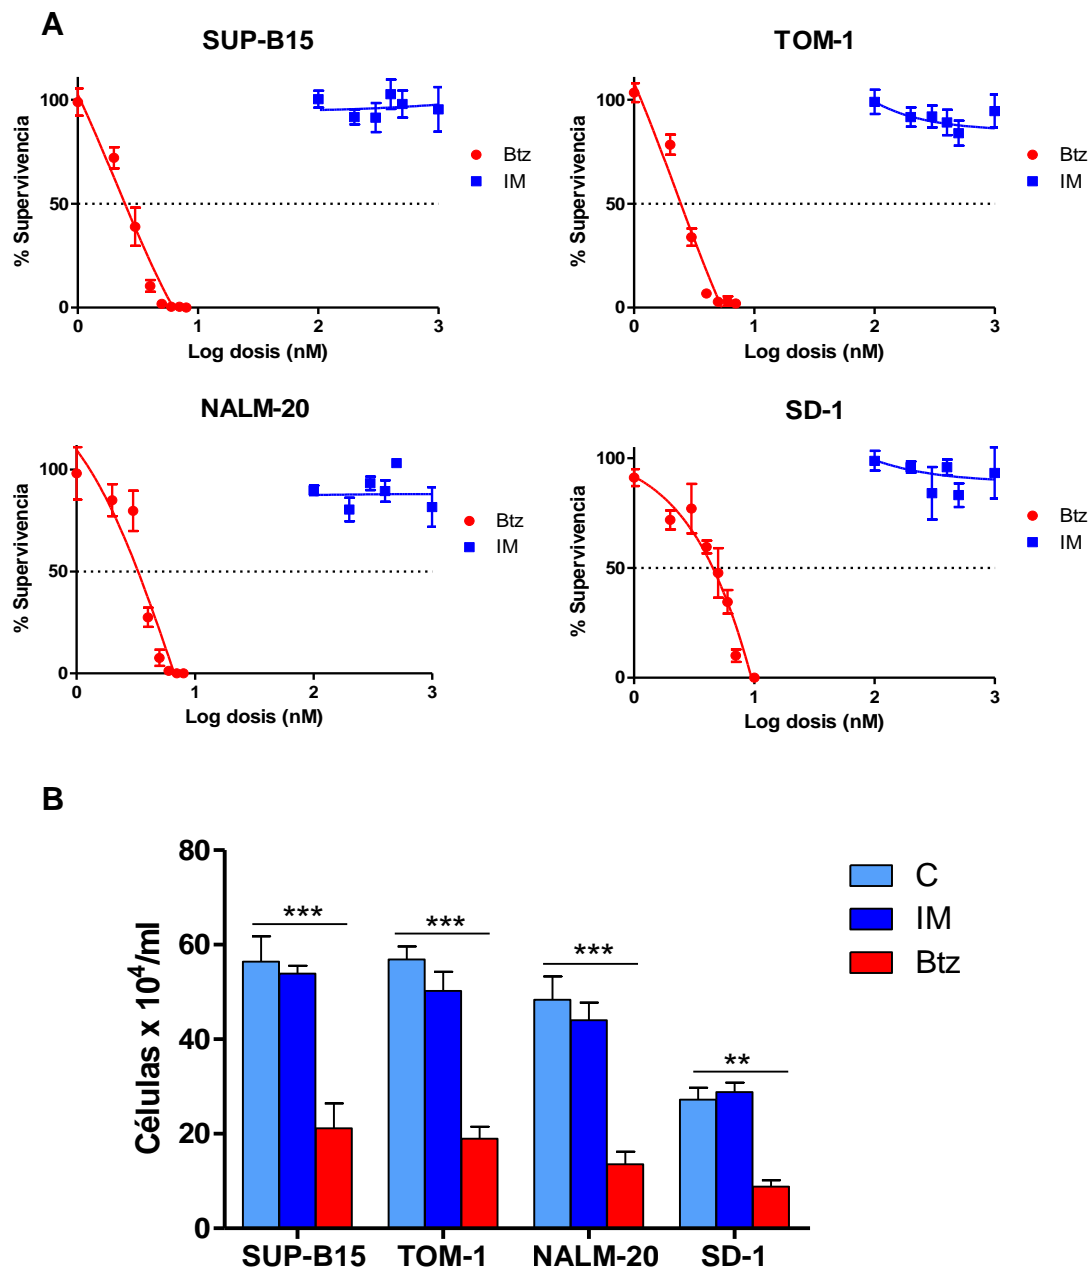 A
SUP-B15
TOM-1
% Supervivencia
100
50
0
0
1
2
3
Log dosis (nM)
Btz
IM
% Supervivencia
100
50
0
0
1
2
3
Log dosis (nM)
Btz
IM
NALM-20
SD-1
% Supervivencia
100
50
0
0
1
2
3
Log dosis (nM)
Btz
IM
% Supervivencia
100
50
0
0
1
2
3
Log dosis (nM)
Btz
IM
B
Células x 10⁴/ml
80
60
40
20
0
***
***
***
**
SUP-B15
TOM-1
NALM-20
SD-1
C
IM
Btz